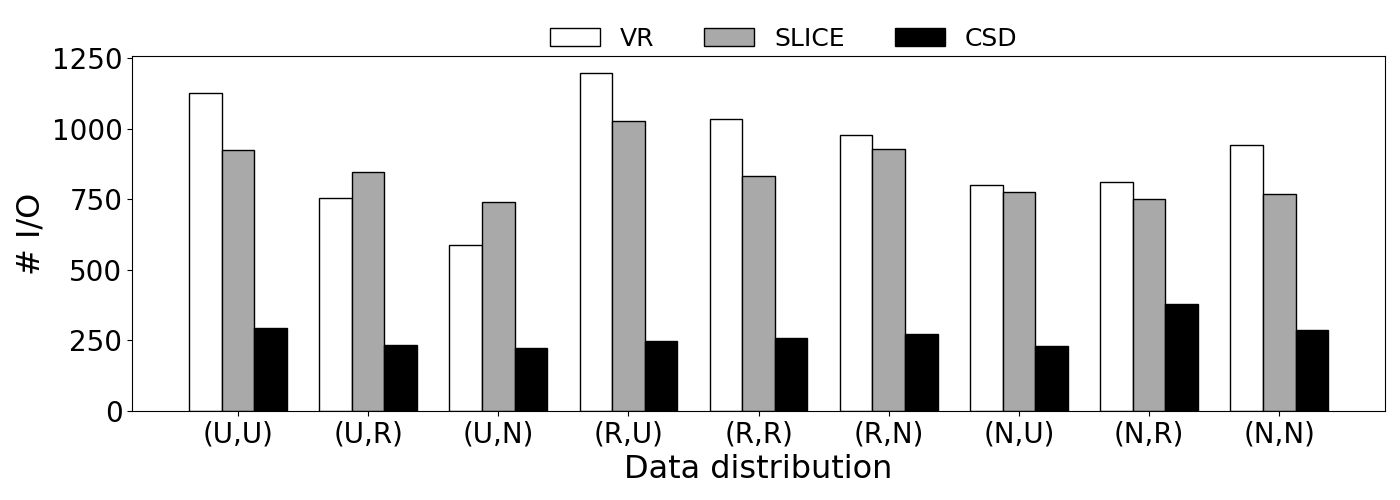 VR SLICE CSD
1250
1000
750
500
250
0
# I/O
(U,U) (U,R) (U,N) (R,U) (R,R) (R,N) (N,U) (N,R) (N,N)
Data distribution